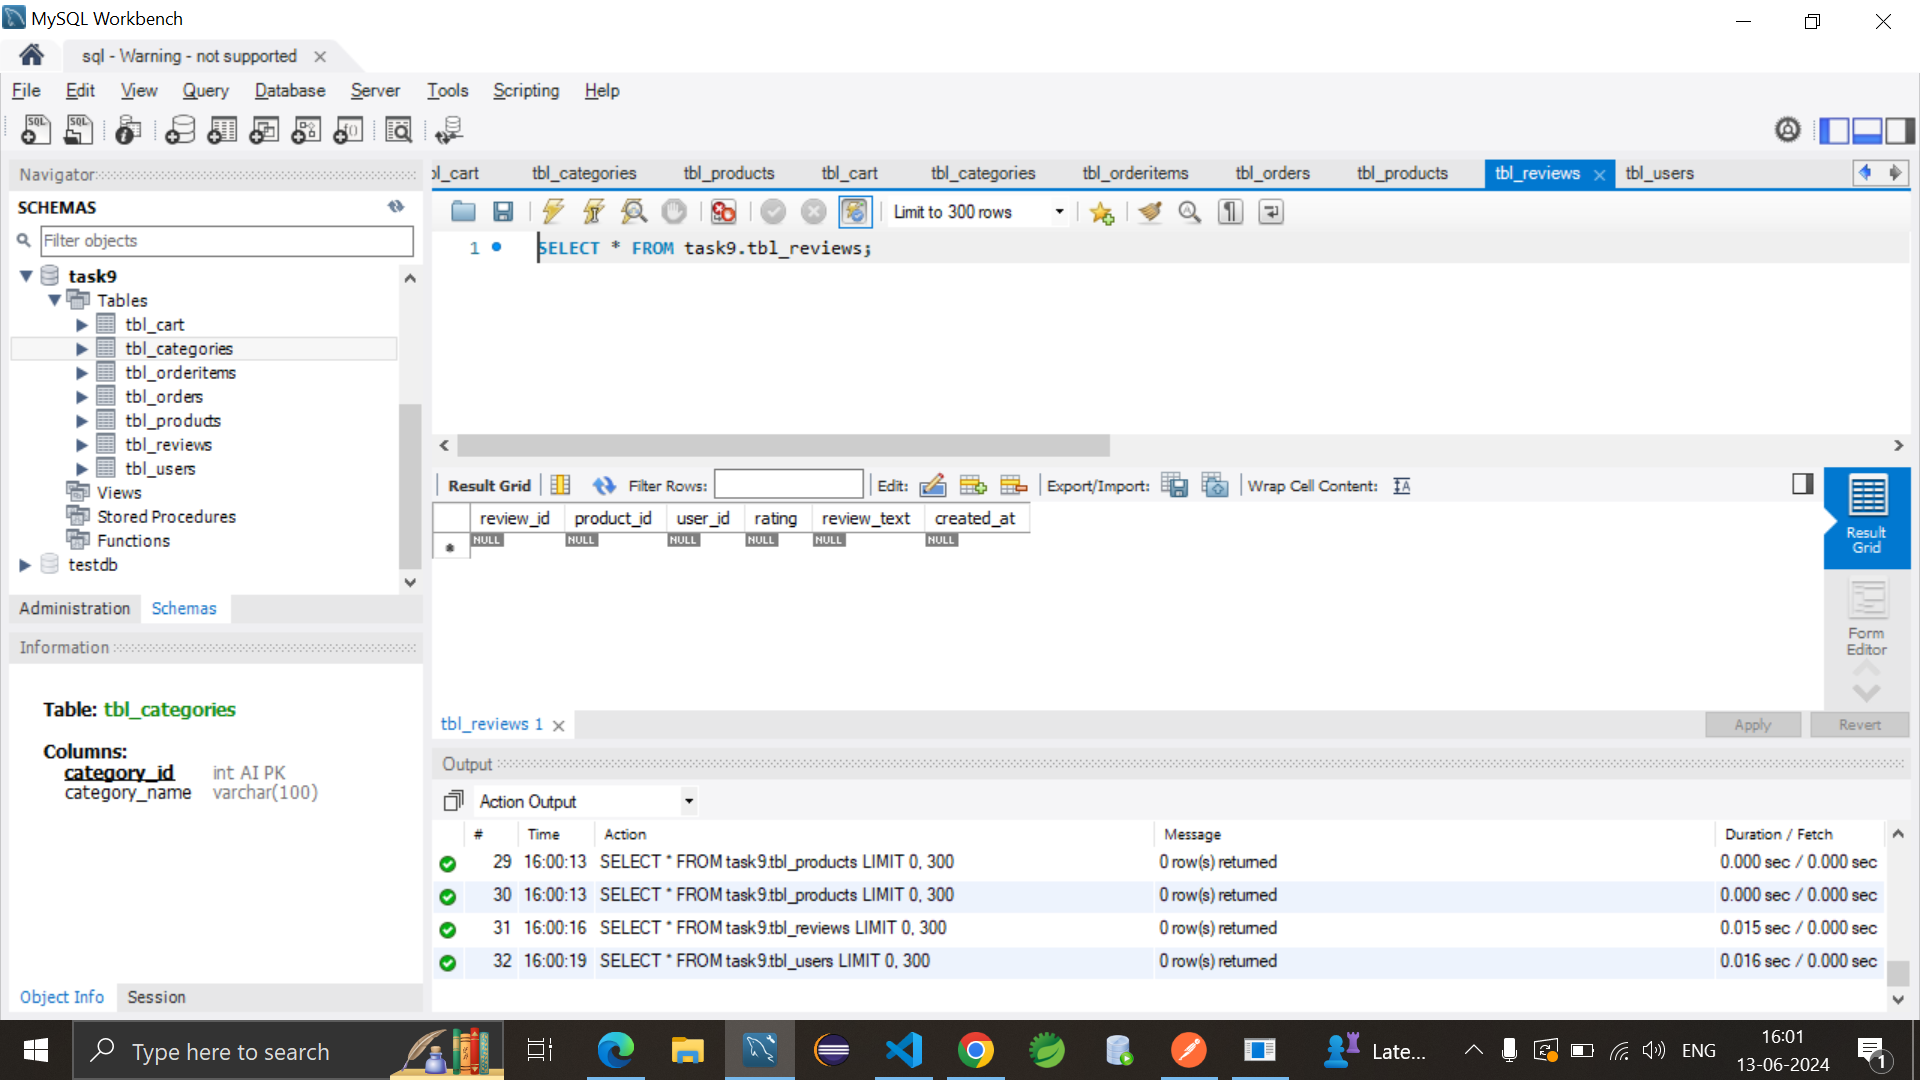 MySQL Workbench
sql - Warning - not supported
File Edit View Query Database Server Tools Scripting Help
Navigator
SCHEMAS
Filter objects
task9
Tables
tbl_cart
tbl_categories
tbl_orderitems
tbl_orders
tbl_products
tbl_reviews
tbl_users
Views
Stored Procedures
Functions
testdb
Administration Schemas
Information
Table: tbl_categories
Columns:
category_id int AI PK
category_name varchar(100)
Object Info Session
bl_cart tbl_categories tbl_products tbl_cart tbl_categories tbl_orderitems tbl_orders tbl_products tbl_reviews tbl_users
Limit to 300 rows
1 SELECT * FROM task9.tbl_reviews;
Result Grid Filter Rows: Edit: Export/Import: Wrap Cell Content:
review_id product_id user_id rating review_text created_at
NULL NULL NULL NULL NULL NULL
Result
Grid
Form
Editor
tbl_reviews 1 Apply Revert
Output
Action Output
# Time Action Message Duration / Fetch
29 16:00:13 SELECT * FROM task9.tbl_products LIMIT 0, 300 0 row(s) returned 0.000 sec / 0.000 sec
30 16:00:13 SELECT * FROM task9.tbl_products LIMIT 0, 300 0 row(s) returned 0.000 sec / 0.000 sec
31 16:00:16 SELECT * FROM task9.tbl_reviews LIMIT 0, 300 0 row(s) returned 0.015 sec / 0.000 sec
32 16:00:19 SELECT * FROM task9.tbl_users LIMIT 0, 300 0 row(s) returned 0.016 sec / 0.000 sec
Type here to search
Late...
ENG
16:01
13-06-2024
1